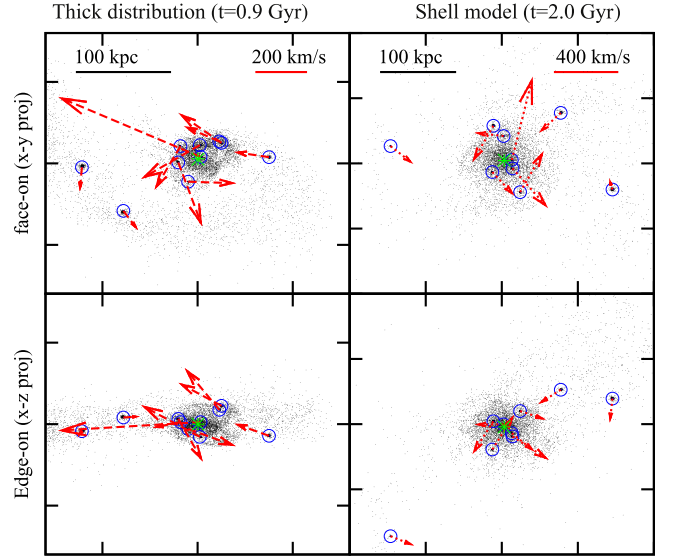 Thick distribution (t=0.9 Gyr)
Shell model (t=2.0 Gyr)
100 kpc
200 km/s
100 kpc
400 km/s
face-on (x-y proj)
Edge-on (x-z proj)